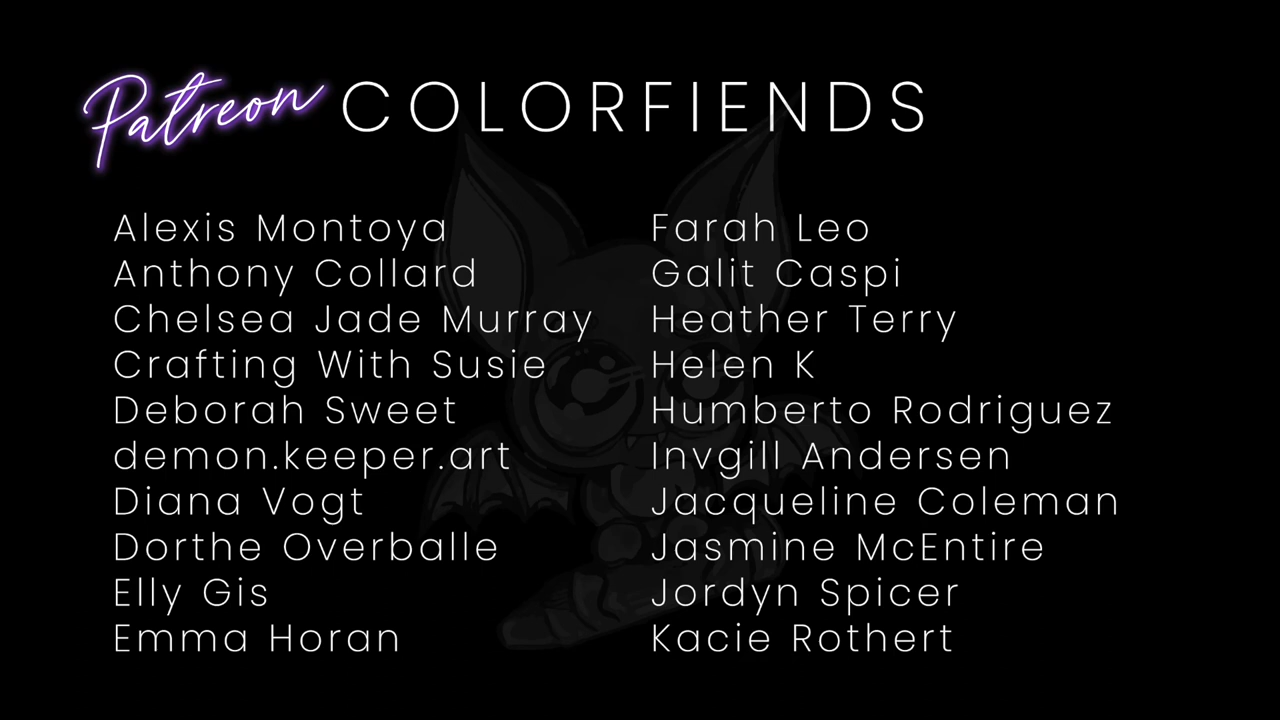 Patreon COLORFIENDS
Alexis Montoya
Anthony Collard
Chelsea Jade Murray
Crafting With Susie
Deborah Sweet
demon.keeper.art
Diana Vogt
Dorthe Overballe
Elly Gis
Emma Horan
Farah Leo
Galit Caspi
Heather Terry
Helen K
Humberto Rodriguez
Invgill Andersen
Jacqueline Coleman
Jasmine McEntire
Jordyn Spicer
Kacie Rothert